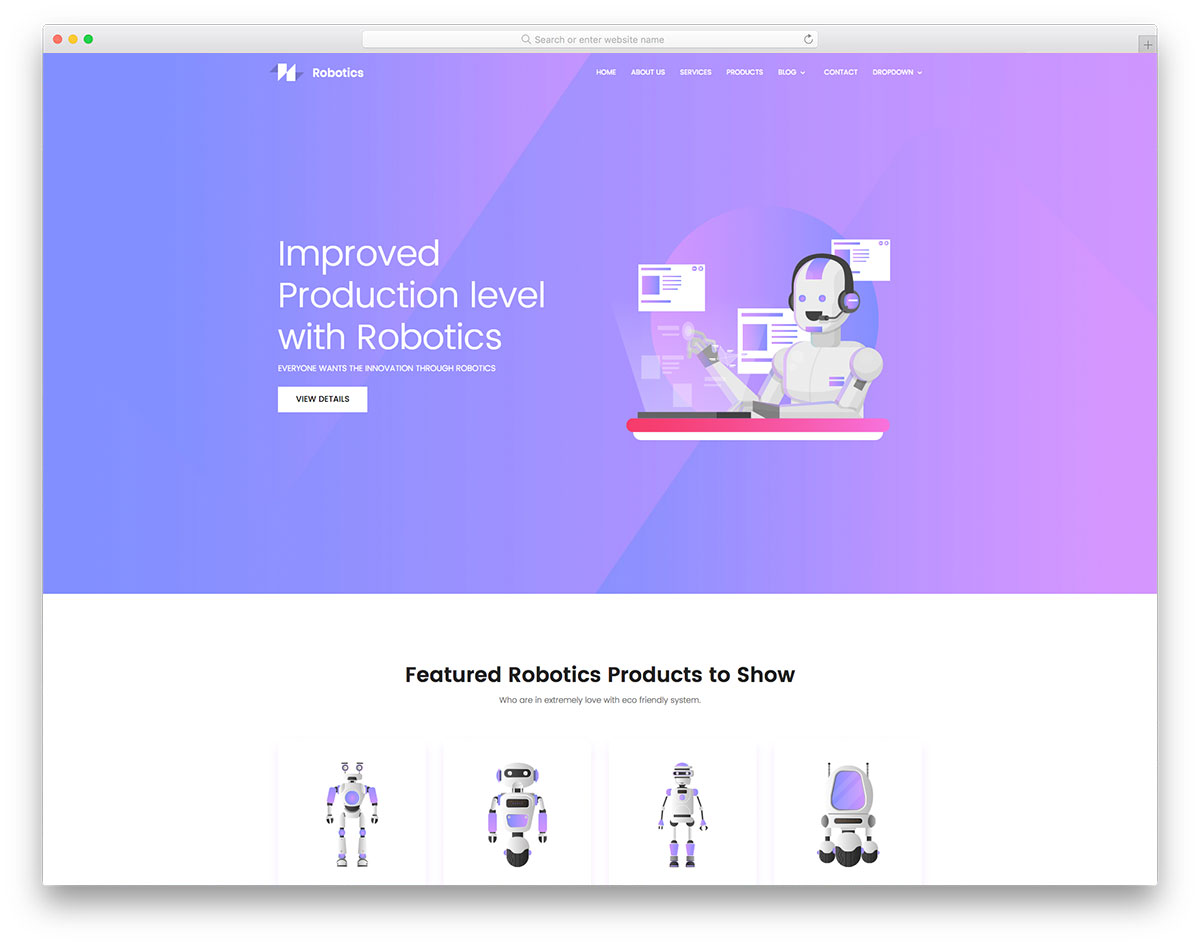 Search or enter website name
Robotics
HOME ABOUT US SERVICES PRODUCTS BLOG CONTACT DROPDOWN
Improved
Production level
with Robotics
EVERYONE WANTS THE INNOVATION THROUGH ROBOTICS
VIEW DETAILS
Featured Robotics Products to Show
Who are in extremely love with eco friendly system.